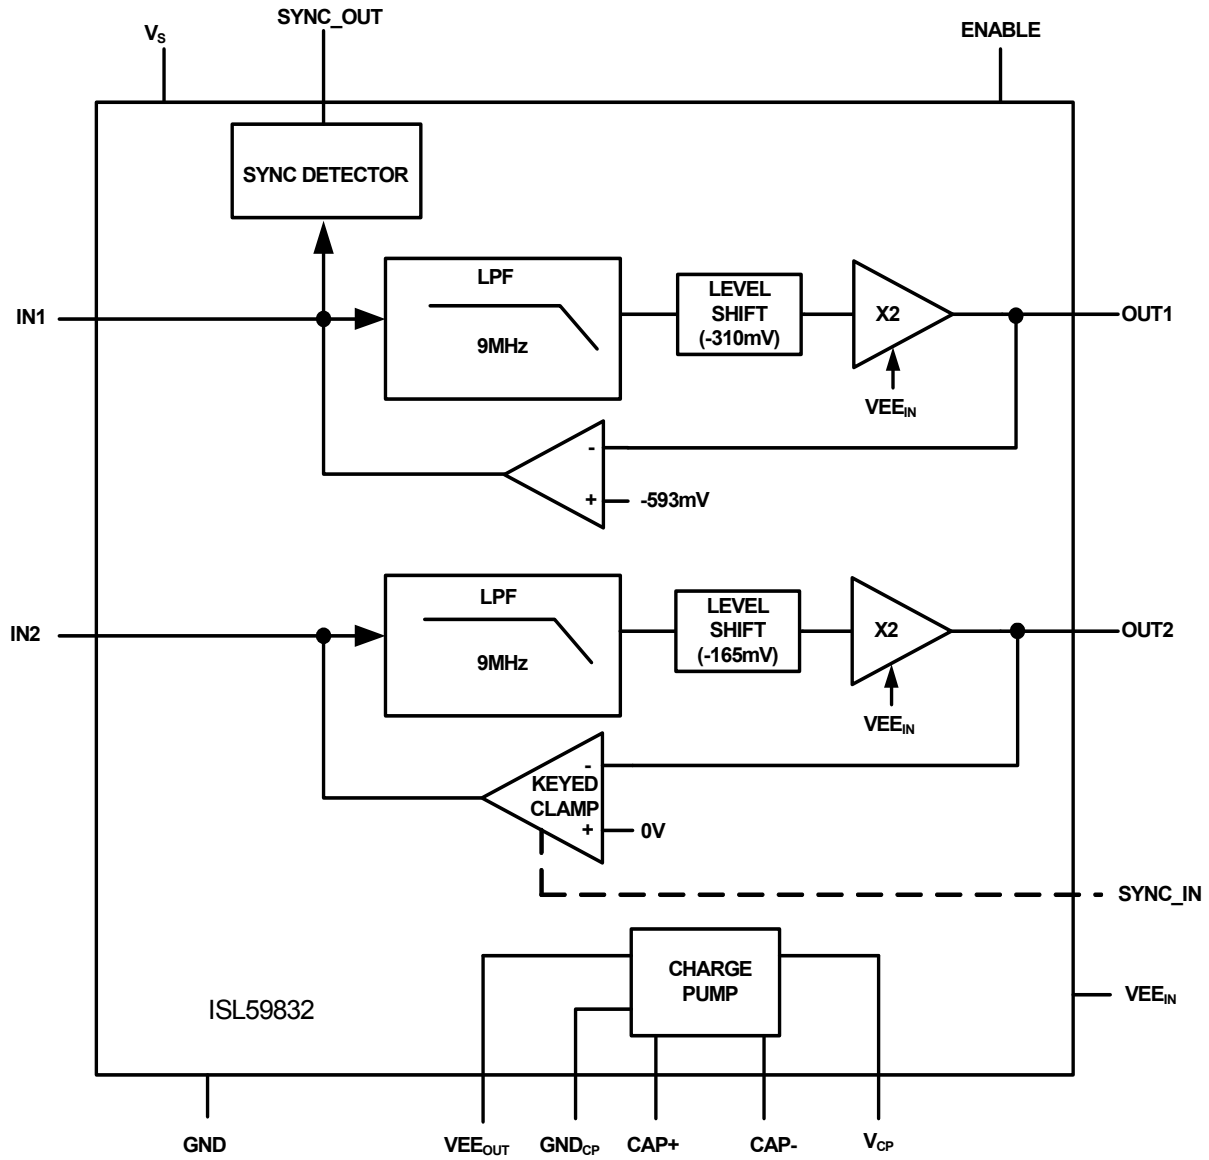 SYNC_OUT
VS
ENABLE
SYNC DETECTOR
LPF
9MHz
LEVEL
SHIFT
(-310mV)
X2
IN1
OUT1
VEEIN
-
+
-593mV
LPF
9MHz
LEVEL
SHIFT
(-165mV)
X2
IN2
OUT2
VEEIN
-
KEYED
CLAMP
+
0V
SYNC_IN
CHARGE
PUMP
VEEIN
ISL59832
GND
VEEOUT
GNDCP
CAP+
CAP-
VCP